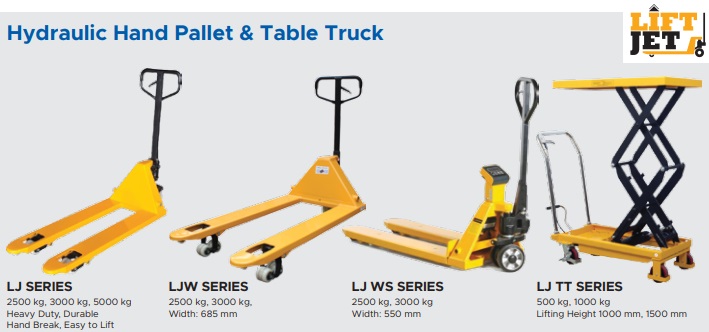 Hydraulic Hand Pallet & Table Truck
LIFT
JET
LJ SERIES
2500 kg, 3000 kg, 5000 kg
Heavy Duty, Durable
Hand Break, Easy to Lift
LJW SERIES
2500 kg, 3000 kg,
Width: 685 mm
LJ WS SERIES
2500 kg, 3000 kg
Width: 550 mm
LJ TT SERIES
500 kg, 1000 kg
Lifting Height 1000 mm, 1500 mm